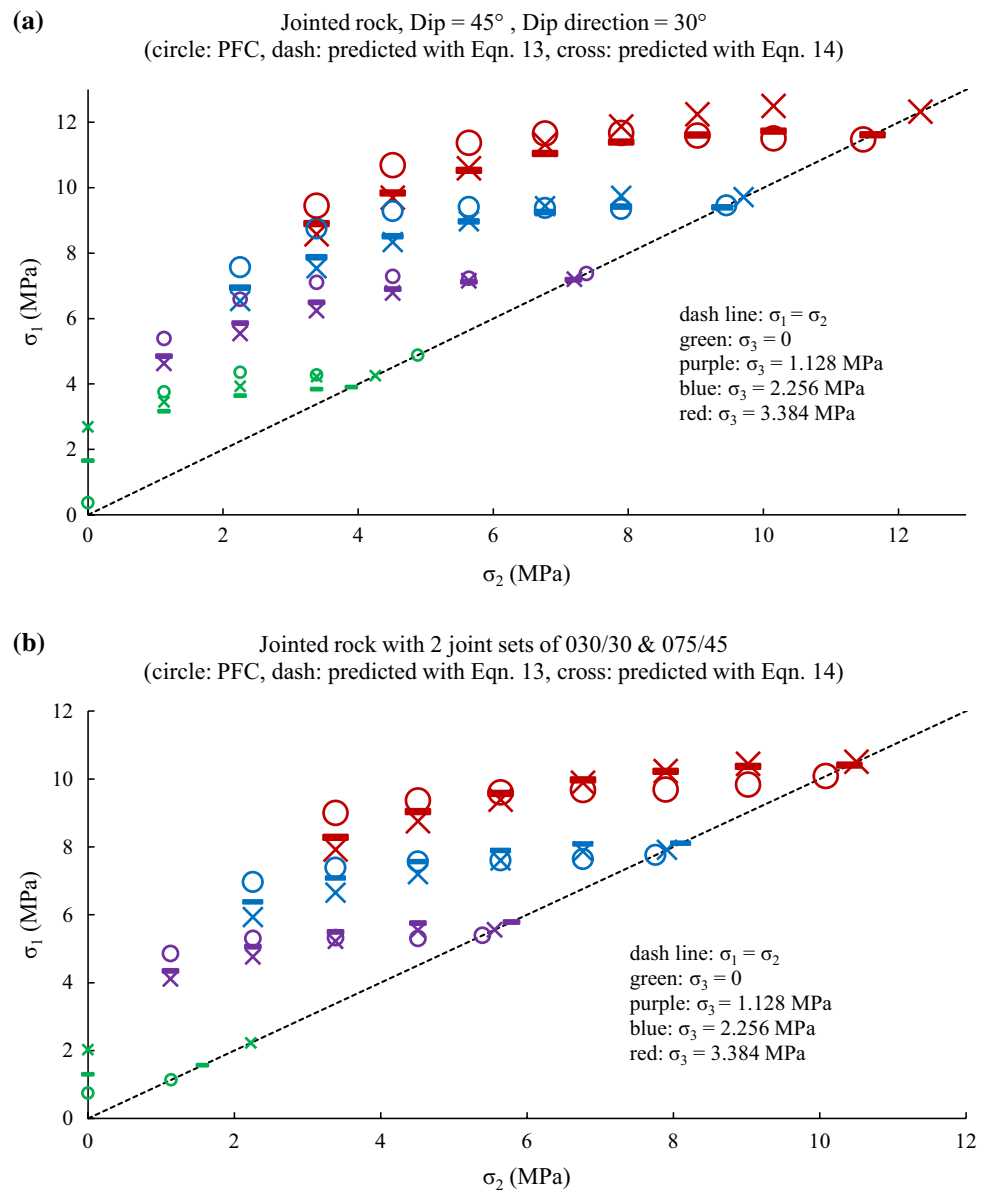 (a)
Jointed rock, Dip = 45° , Dip direction = 30°
(circle: PFC, dash: predicted with Eqn. 13, cross: predicted with Eqn. 14)
12
10
8
6
4
2
0
σ1 (MPa)
dash line: σ1 = σ2
green: σ3 = 0
purple: σ3 = 1.128 MPa
blue: σ3 = 2.256 MPa
red: σ3 = 3.384 MPa
0 2 4 6 8 10 12
σ2 (MPa)
(b)
Jointed rock with 2 joint sets of 030/30 & 075/45
(circle: PFC, dash: predicted with Eqn. 13, cross: predicted with Eqn. 14)
12
10
8
6
4
2
0
σ1 (MPa)
dash line: σ1 = σ2
green: σ3 = 0
purple: σ3 = 1.128 MPa
blue: σ3 = 2.256 MPa
red: σ3 = 3.384 MPa
0 2 4 6 8 10 12
σ2 (MPa)